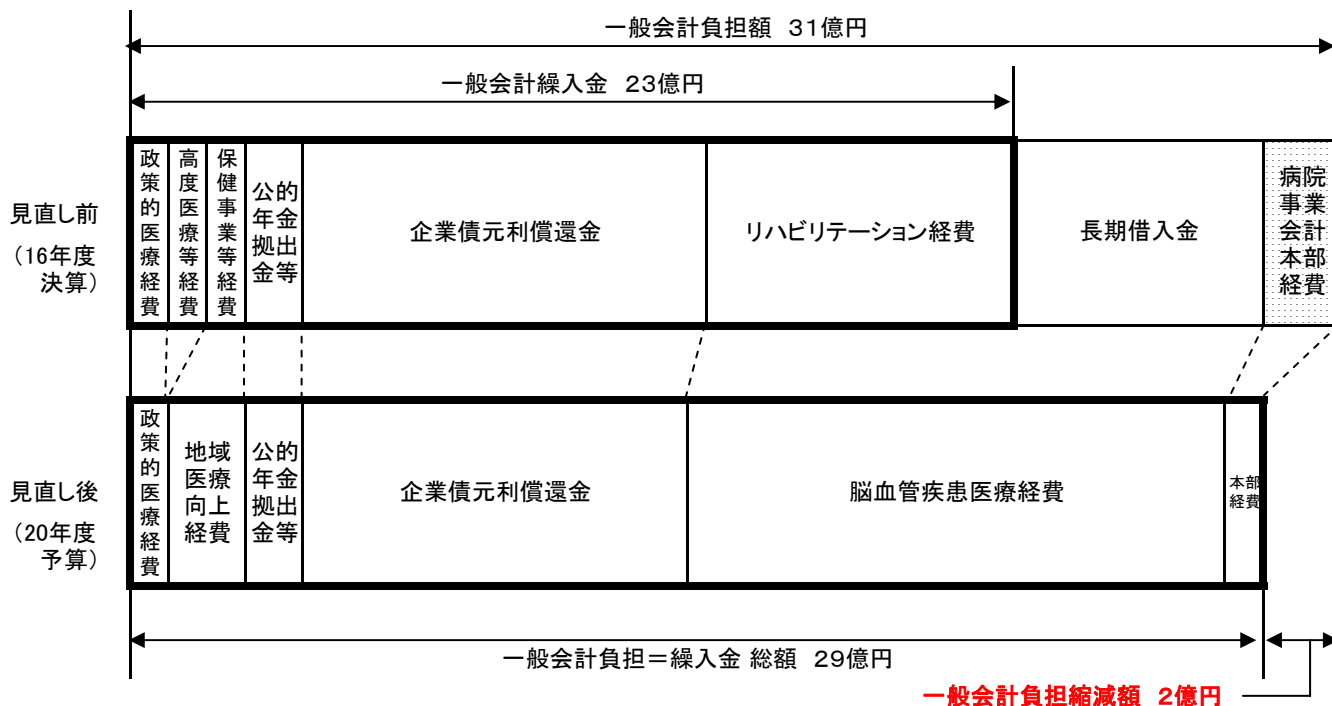 一般会計負担額 31億円
一般会計繰入金 23億円
見直し前
（16年度
決算）
政策的医療経費
高度医療等経費
保健事業等経費
公的
年金
拠出
金等
企業債元利償還金
リハビリテーション経費
長期借入金
病院
事業
会計
本部
経費
見直し後
（20年度
予算）
政策的医療経費
地域
医療
向上
経費
公的
年金
拠出
金等
企業債元利償還金
脳血管疾患医療経費
本部
経費
一般会計負担＝繰入金 総額 29億円
一般会計負担縮減額 2億円